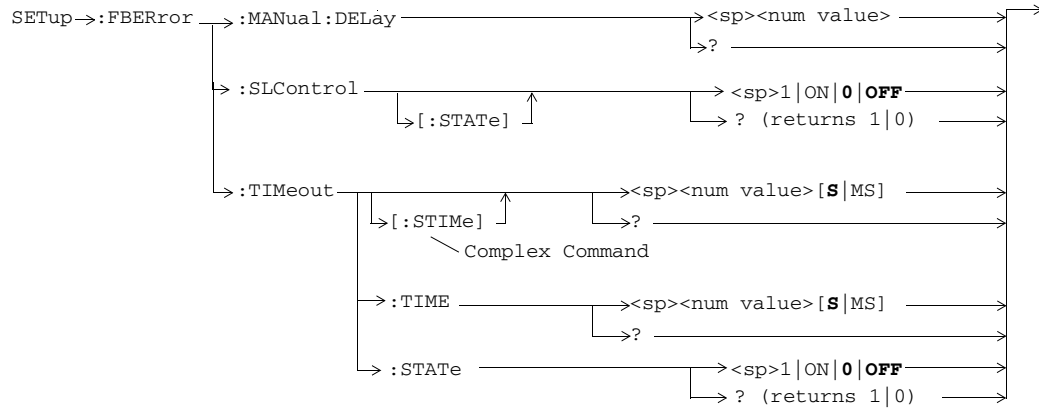 SETup :FBERror :MANual:DELay <sp><num value>
?
:SLControl <sp>1|ON|0|OFF
[:STATe] ? (returns 1|0)
:TIMeout <sp><num value>[S|MS]
[:STIMe] ?
Complex Command
:TIME <sp><num value>[S|MS]
?
:STATe <sp>1|ON|0|OFF
? (returns 1|0)